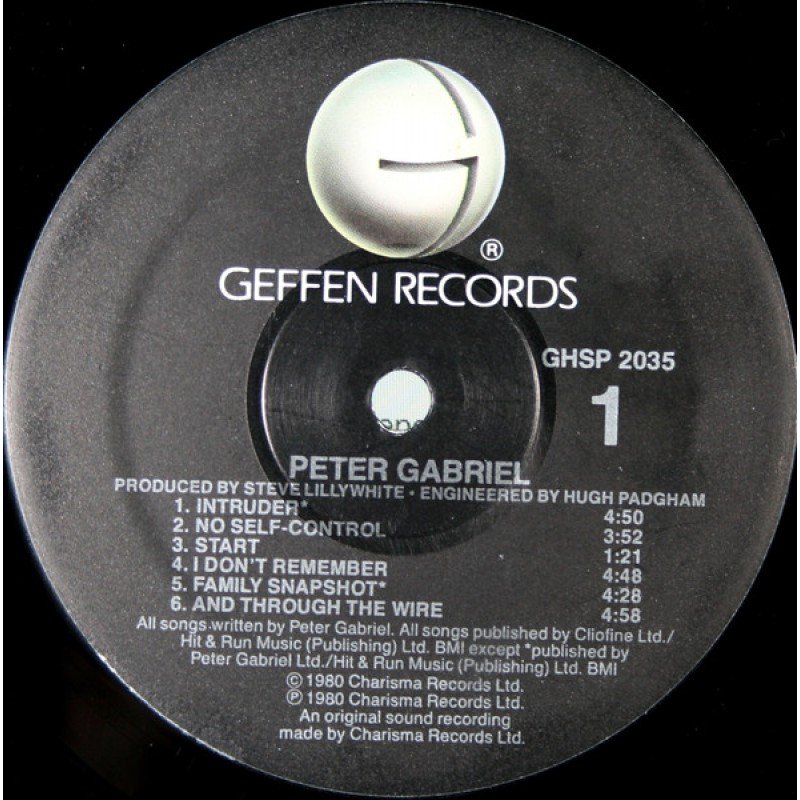 ®
GEFFEN RECORDS
GHSP 2035
1
PETER GABRIEL
PRODUCED BY STEVE LILLYWHITE • ENGINEERED BY HUGH PADGHAM
1. INTRUDER* 4:50
2. NO SELF-CONTROL 3:52
3. START 1:21
4. I DON'T REMEMBER 4:48
5. FAMILY SNAPSHOT* 4:28
6. AND THROUGH THE WIRE 4:58
All songs written by Peter Gabriel. All songs published by Cliofine Ltd./
Hit & Run Music (Publishing) Ltd. BMI except *published by
Peter Gabriel Ltd./Hit & Run Music (Publishing) Ltd. BMI
© 1980 Charisma Records Ltd.
℗ 1980 Charisma Records Ltd.
An original sound recording
made by Charisma Records Ltd.